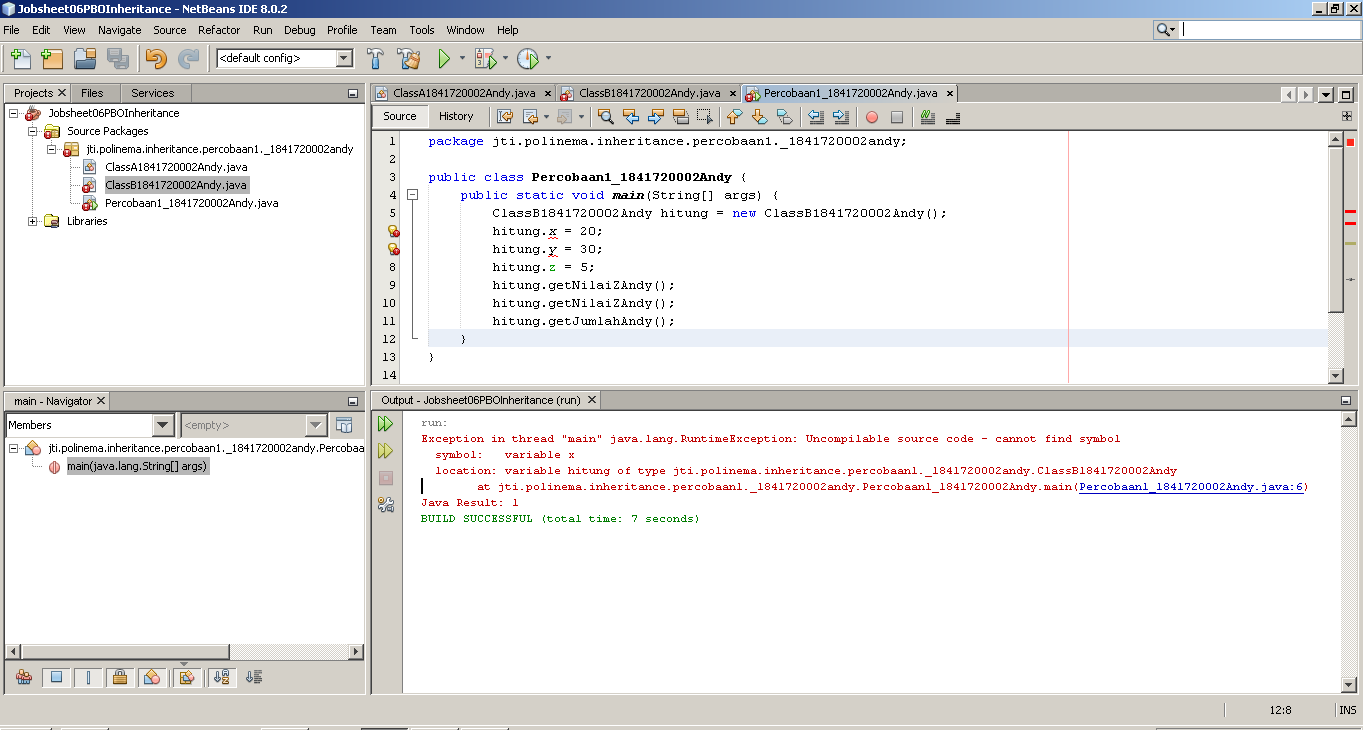 Jobsheet06PBOInheritance - NetBeans IDE 8.0.2
File Edit View Navigate Source Refactor Run Debug Profile Team Tools Window Help
<default config>
Projects Files Services
Jobsheet06PBOInheritance
Source Packages
jti.polinema.inheritance.percobaan1._1841720002andy
ClassA1841720002Andy.java
ClassB1841720002Andy.java
Percobaan1_1841720002Andy.java
Libraries
ClassA1841720002Andy.java ClassB1841720002Andy.java Percobaan1_1841720002Andy.java
Source History
1 package jti.polinema.inheritance.percobaan1._1841720002andy;
2
3 public class Percobaan1_1841720002Andy {
4 public static void main(String[] args) {
5 ClassB1841720002Andy hitung = new ClassB1841720002Andy();
hitung.x = 20;
hitung.y = 30;
8 hitung.z = 5;
9 hitung.getNilaiZAndy();
10 hitung.getNilaiZAndy();
11 hitung.getJumlahAndy();
12 }
13 }
14
main - Navigator
Members <empty>
jti.polinema.inheritance.percobaan1._1841720002andy.Percobaa
main(java.lang.String[] args)
Output - Jobsheet06PBOInheritance (run)
run:
Exception in thread "main" java.lang.RuntimeException: Uncompilable source code - cannot find symbol
symbol: variable x
location: variable hitung of type jti.polinema.inheritance.percobaan1._1841720002andy.ClassB1841720002Andy
at jti.polinema.inheritance.percobaan1._1841720002andy.Percobaan1_1841720002Andy.main(Percobaan1_1841720002Andy.java:6)
Java Result: 1
BUILD SUCCESSFUL (total time: 7 seconds)
12:8 INS